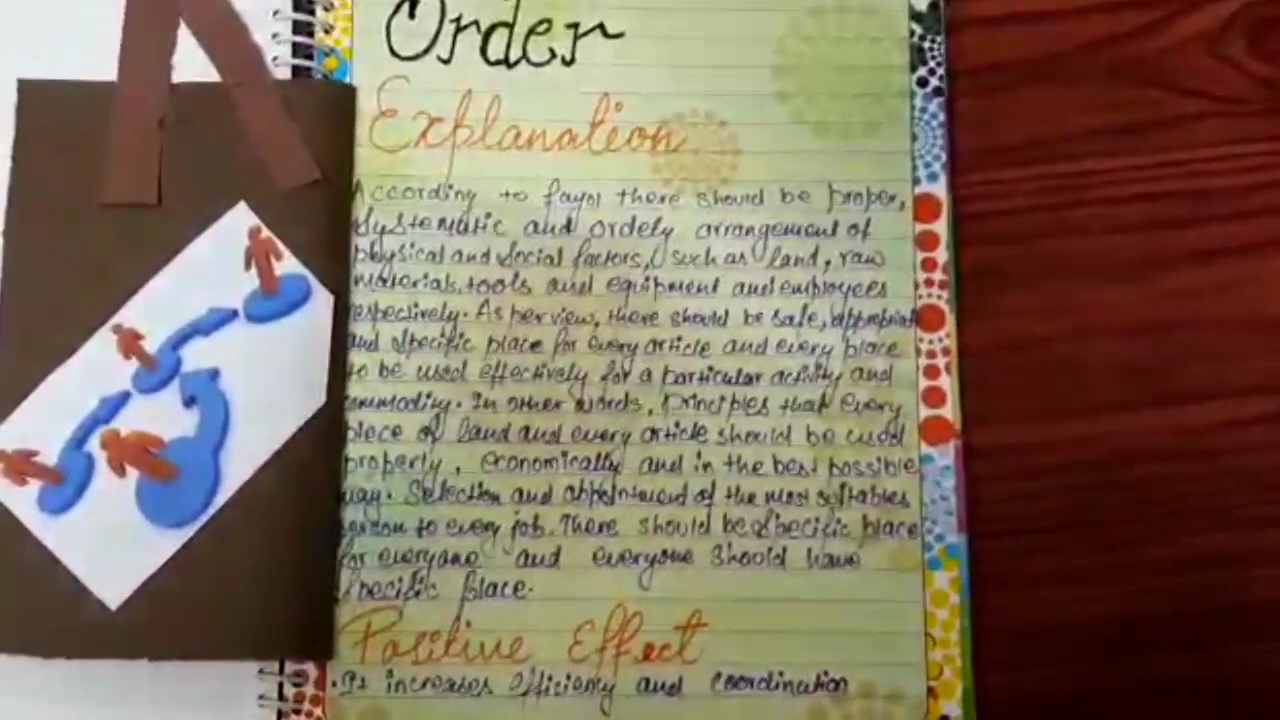 Order
Explanation
According to fayol there should be proper,
systematic and ordely arrangement of
physical and social factors, such as land, raw
materials, tools and equipment and employees
respectively. As per view, there should be safe, appropriate
and specific place for every article and every place
to be used effectively for a particular activity and
commodity. In other words, principles that every
piece of land and every article should be used
properly, economically and in the best possible
way. Selection and appointment of the most suitables
person to every job. There should be specific place
for everyone and everyone should have
specific place.
Positive Effect
• It increases efficiency and coordination